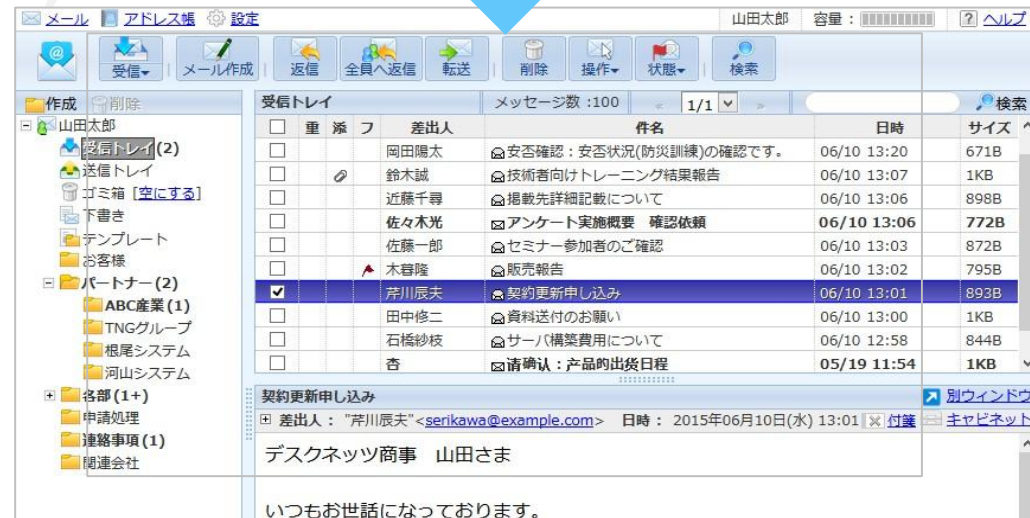 メール アドレス帳 設定 山田太郎 容量： ? ヘルプ
受信 メール作成 返信 全員へ返信 転送 削除 操作 状態 検索
作成 削除 受信トレイ メッセージ数 :100 « 1/1 » 検索
山田太郎
受信トレイ(2)
送信トレイ
ゴミ箱 [空にする]
下書き
テンプレート
お客様
パートナー(2)
ABC産業(1)
TNGグループ
根尾システム
河山システム
各部(1+)
申請処理
連絡事項(1)
関連会社
重 添 フ 差出人 件名 日時 サイズ
岡田陽太 安否確認：安否状況(防災訓練)の確認です。 06/10 13:20 671B
鈴木誠 技術者向けトレーニング結果報告 06/10 13:07 1KB
近藤千尋 掲載先詳細記載について 06/10 13:06 898B
佐々木光 アンケート実施概要 確認依頼 06/10 13:06 772B
佐藤一郎 セミナー参加者のご確認 06/10 13:03 872B
木暮隆 販売報告 06/10 13:02 795B
芹川辰夫 契約更新申し込み 06/10 13:01 893B
田中修二 資料送付のお願い 06/10 13:00 1KB
石橋紗枝 サーバ構築費用について 06/10 12:58 844B
杏 请确认：产品的出货日程 05/19 11:54 1KB
契約更新申し込み 別ウィンドウ
差出人： "芹川辰夫"<serikawa@example.com> 日時： 2015年06月10日(水) 13:01 付箋 キャビネット
デスクネッツ商事 山田さま
いつもお世話になっております。